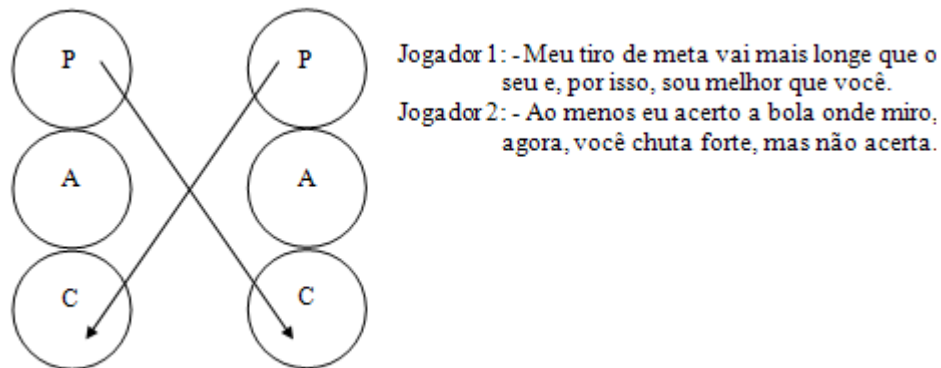 P
P
A
A
C
C
Jogador 1: - Meu tiro de meta vai mais longe que o
seu e, por isso, sou melhor que você.
Jogador 2: - Ao menos eu acerto a bola onde miro,
agora, você chuta forte, mas não acerta.